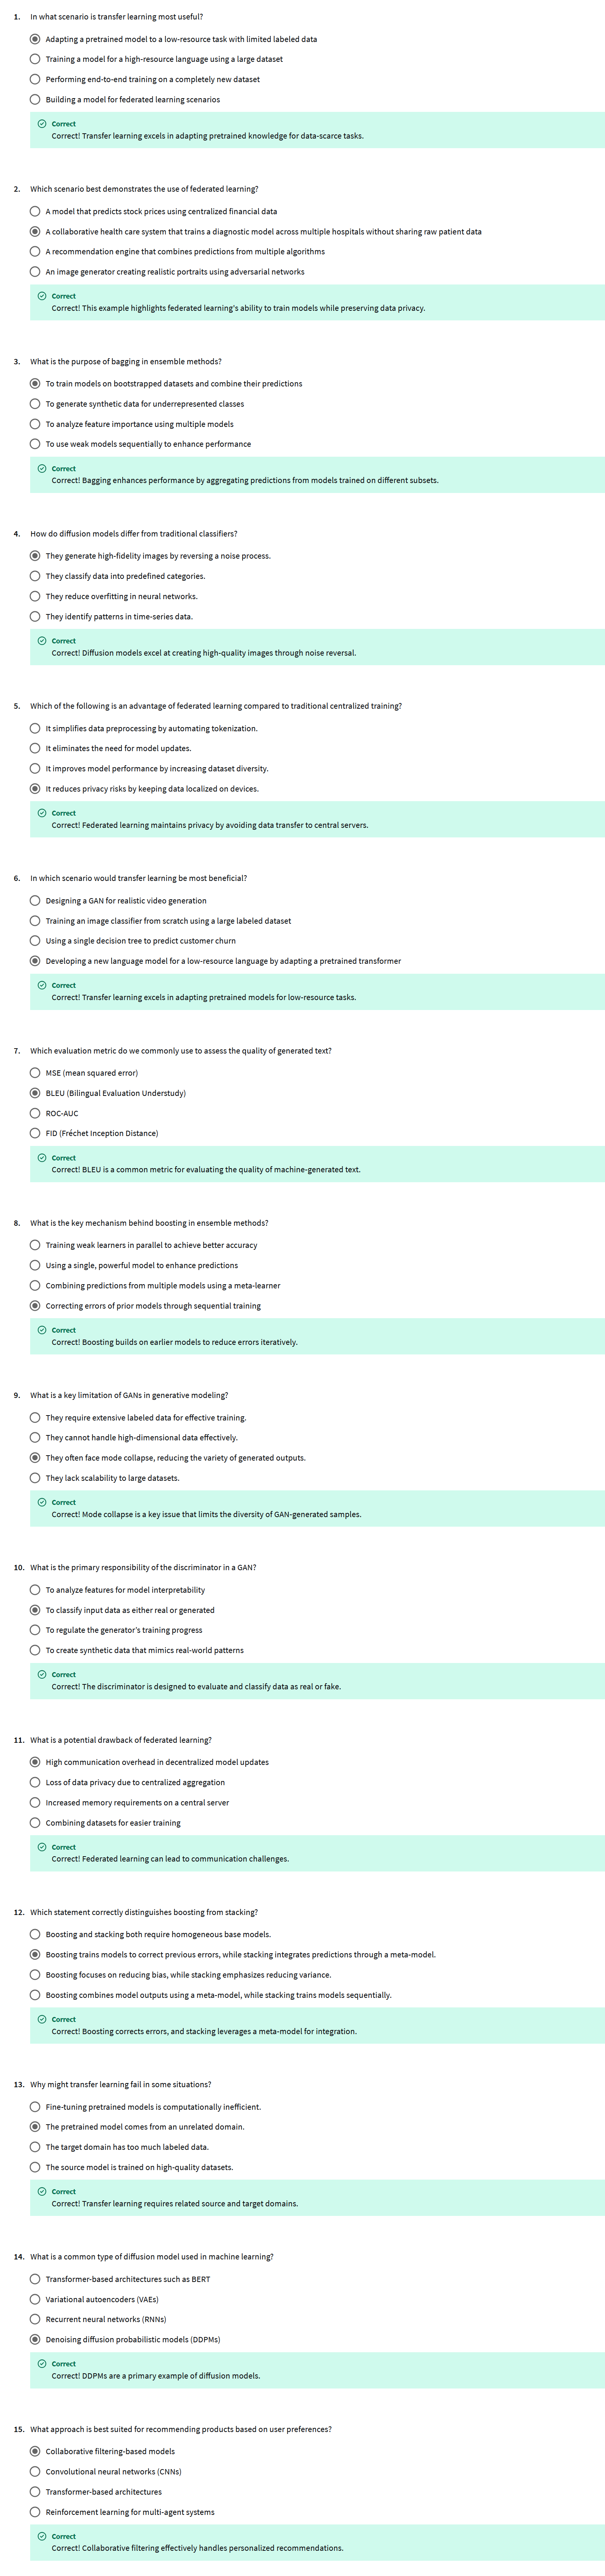 1. In what scenario is transfer learning most useful?
Adapting a pretrained model to a low-resource task with limited labeled data
Training a model for a high-resource language using a large dataset
Performing end-to-end training on a completely new dataset
Building a model for federated learning scenarios
Correct
Correct! Transfer learning excels in adapting pretrained knowledge for data-scarce tasks.
2. Which scenario best demonstrates the use of federated learning?
A model that predicts stock prices using centralized financial data
A collaborative health care system that trains a diagnostic model across multiple hospitals without sharing raw patient data
A recommendation engine that combines predictions from multiple algorithms
An image generator creating realistic portraits using adversarial networks
Correct
Correct! This example highlights federated learning's ability to train models while preserving data privacy.
3. What is the purpose of bagging in ensemble methods?
To train models on bootstrapped datasets and combine their predictions
To generate synthetic data for underrepresented classes
To analyze feature importance using multiple models
To use weak models sequentially to enhance performance
Correct
Correct! Bagging enhances performance by aggregating predictions from models trained on different subsets.
4. How do diffusion models differ from traditional classifiers?
They generate high-fidelity images by reversing a noise process.
They classify data into predefined categories.
They reduce overfitting in neural networks.
They identify patterns in time-series data.
Correct
Correct! Diffusion models excel at creating high-quality images through noise reversal.
5. Which of the following is an advantage of federated learning compared to traditional centralized training?
It simplifies data preprocessing by automating tokenization.
It eliminates the need for model updates.
It improves model performance by increasing dataset diversity.
It reduces privacy risks by keeping data localized on devices.
Correct
Correct! Federated learning maintains privacy by avoiding data transfer to central servers.
6. In which scenario would transfer learning be most beneficial?
Designing a GAN for realistic video generation
Training an image classifier from scratch using a large labeled dataset
Using a single decision tree to predict customer churn
Developing a new language model for a low-resource language by adapting a pretrained transformer
Correct
Correct! Transfer learning excels in adapting pretrained models for low-resource tasks.
7. Which evaluation metric do we commonly use to assess the quality of generated text?
MSE (mean squared error)
BLEU (Bilingual Evaluation Understudy)
ROC-AUC
FID (Fréchet Inception Distance)
Correct
Correct! BLEU is a common metric for evaluating the quality of machine-generated text.
8. What is the key mechanism behind boosting in ensemble methods?
Training weak learners in parallel to achieve better accuracy
Using a single, powerful model to enhance predictions
Combining predictions from multiple models using a meta-learner
Correcting errors of prior models through sequential training
Correct
Correct! Boosting builds on earlier models to reduce errors iteratively.
9. What is a key limitation of GANs in generative modeling?
They require extensive labeled data for effective training.
They cannot handle high-dimensional data effectively.
They often face mode collapse, reducing the variety of generated outputs.
They lack scalability to large datasets.
Correct
Correct! Mode collapse is a key issue that limits the diversity of GAN-generated samples.
10. What is the primary responsibility of the discriminator in a GAN?
To analyze features for model interpretability
To classify input data as either real or generated
To regulate the generator's training progress
To create synthetic data that mimics real-world patterns
Correct
Correct! The discriminator is designed to evaluate and classify data as real or fake.
11. What is a potential drawback of federated learning?
High communication overhead in decentralized model updates
Loss of data privacy due to centralized aggregation
Increased memory requirements on a central server
Combining datasets for easier training
Correct
Correct! Federated learning can lead to communication challenges.
12. Which statement correctly distinguishes boosting from stacking?
Boosting and stacking both require homogeneous base models.
Boosting trains models to correct previous errors, while stacking integrates predictions through a meta-model.
Boosting focuses on reducing bias, while stacking emphasizes reducing variance.
Boosting combines model outputs using a meta-model, while stacking trains models sequentially.
Correct
Correct! Boosting corrects errors, and stacking leverages a meta-model for integration.
13. Why might transfer learning fail in some situations?
Fine-tuning pretrained models is computationally inefficient.
The pretrained model comes from an unrelated domain.
The target domain has too much labeled data.
The source model is trained on high-quality datasets.
Correct
Correct! Transfer learning requires related source and target domains.
14. What is a common type of diffusion model used in machine learning?
Transformer-based architectures such as BERT
Variational autoencoders (VAEs)
Recurrent neural networks (RNNs)
Denoising diffusion probabilistic models (DDPMs)
Correct
Correct! DDPMs are a primary example of diffusion models.
15. What approach is best suited for recommending products based on user preferences?
Collaborative filtering-based models
Convolutional neural networks (CNNs)
Transformer-based architectures
Reinforcement learning for multi-agent systems
Correct
Correct! Collaborative filtering effectively handles personalized recommendations.